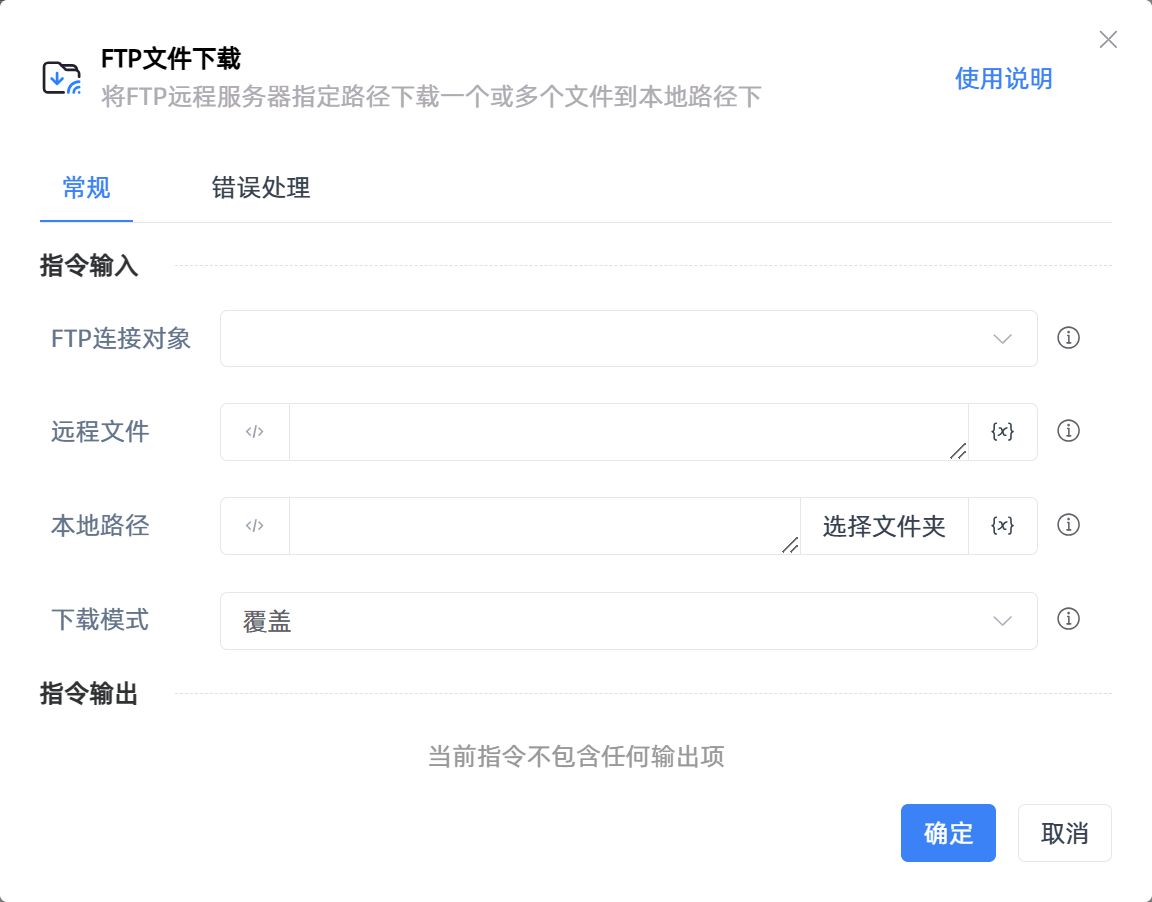 FTP文件下载
将FTP远程服务器指定路径下载一个或多个文件到本地路径下
使用说明
常规
错误处理
指令输入
FTP连接对象
远程文件
</>
{x}
本地路径
</>
选择文件夹
{x}
下载模式
覆盖
指令输出
当前指令不包含任何输出项
确定
取消